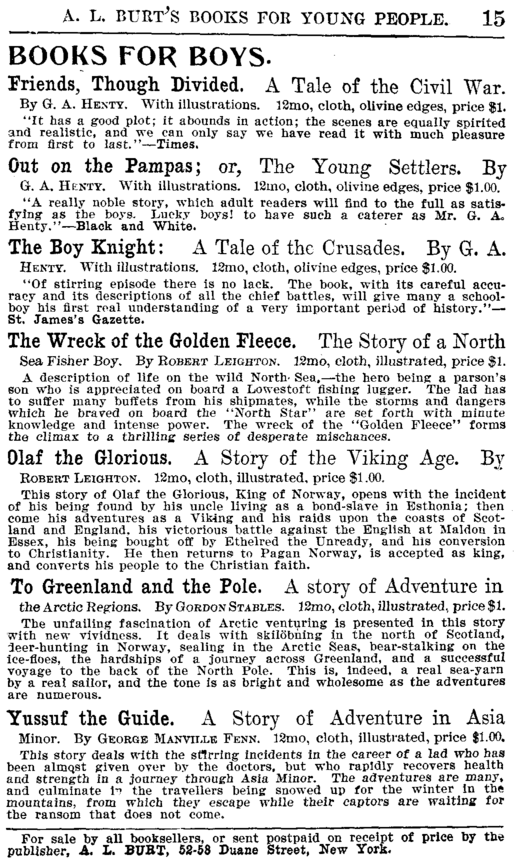 A. L. BURT'S BOOKS FOR YOUNG PEOPLE. 15
BOOKS FOR BOYS.
Friends, Though Divided. A Tale of the Civil War.
By G. A. HENTY. With illustrations. 12mo, cloth, olivine edges, price $1.
"It has a good plot; it abounds in action; the scenes are equally spirited
and realistic, and we can only say we have read it with much pleasure
from first to last."—Times.
Out on the Pampas; or, The Young Settlers. By
G. A. HENTY. With illustrations. 12mo, cloth, olivine edges, price $1.00.
"A really noble story, which adult readers will find to the full as satis-
fying as the boys. Lucky boys! to have such a caterer as Mr. G. A.
Henty."—Black and White.
The Boy Knight: A Tale of the Crusades. By G. A.
HENTY. With illustrations. 12mo, cloth, olivine edges, price $1.00.
"Of stirring episode there is no lack. The book, with its careful accu-
racy and its descriptions of all the chief battles, will give many a school-
boy his first real understanding of a very important period of history."—
St. James's Gazette.
The Wreck of the Golden Fleece. The Story of a North
Sea Fisher Boy. By ROBERT LEIGHTON. 12mo, cloth, illustrated, price $1.
A description of life on the wild North Sea,—the hero being a parson's
son who is appreciated on board a Lowestoft fishing lugger. The lad has
to suffer many buffets from his shipmates, while the storms and dangers
which he braved on board the "North Star" are set forth with minute
knowledge and intense power. The wreck of the "Golden Fleece" forms
the climax to a thrilling series of desperate mischances.
Olaf the Glorious. A Story of the Viking Age. By
ROBERT LEIGHTON. 12mo, cloth, illustrated, price $1.00.
This story of Olaf the Glorious, King of Norway, opens with the incident
of his being found by his uncle living as a bond-slave in Esthonia; then
come his adventures as a Viking and his raids upon the coasts of Scot-
land and England, his victorious battle against the English at Maldon in
Essex, his being bought off by Ethelred the Unready, and his conversion
to Christianity. He then returns to Pagan Norway, is accepted as king,
and converts his people to the Christian faith.
To Greenland and the Pole. A story of Adventure in
the Arctic Regions. By GORDON STABLES. 12mo, cloth, illustrated, price $1.
The unfailing fascination of Arctic venturing is presented in this story
with new vividness. It deals with skilöbning in the north of Scotland,
deer-hunting in Norway, sealing in the Arctic Seas, bear-stalking on the
ice-floes, the hardships of a journey across Greenland, and a successful
voyage to the back of the North Pole. This is, indeed, a real sea-yarn
by a real sailor, and the tone is as bright and wholesome as the adventures
are numerous.
Yussuf the Guide. A Story of Adventure in Asia
Minor. By GEORGE MANVILLE FENN. 12mo, cloth, illustrated, price $1.00.
This story deals with the stirring incidents in the career of a lad who has
been almost given over by the doctors, but who rapidly recovers health
and strength in a journey through Asia Minor. The adventures are many,
and culminate in the travellers being snowed up for the winter in the
mountains, from which they escape while their captors are waiting for
the ransom that does not come.
For sale by all booksellers, or sent postpaid on receipt of price by the
publisher, A. L. BURT, 52-58 Duane Street, New York.